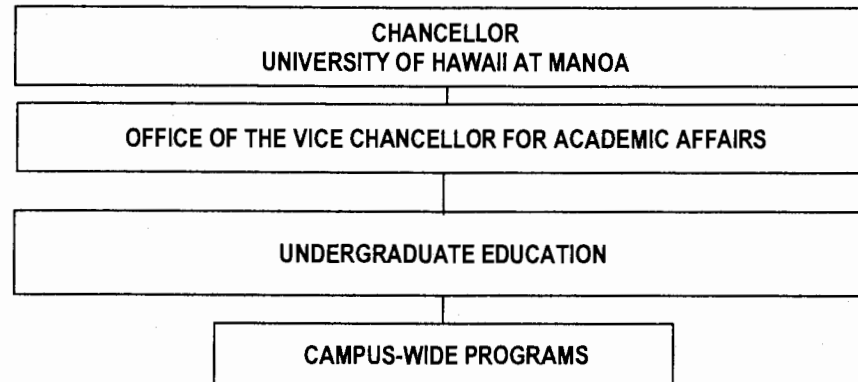 CHANCELLOR
UNIVERSITY OF HAWAII AT MANOA
OFFICE OF THE VICE CHANCELLOR FOR ACADEMIC AFFAIRS
UNDERGRADUATE EDUCATION
CAMPUS-WIDE PROGRAMS